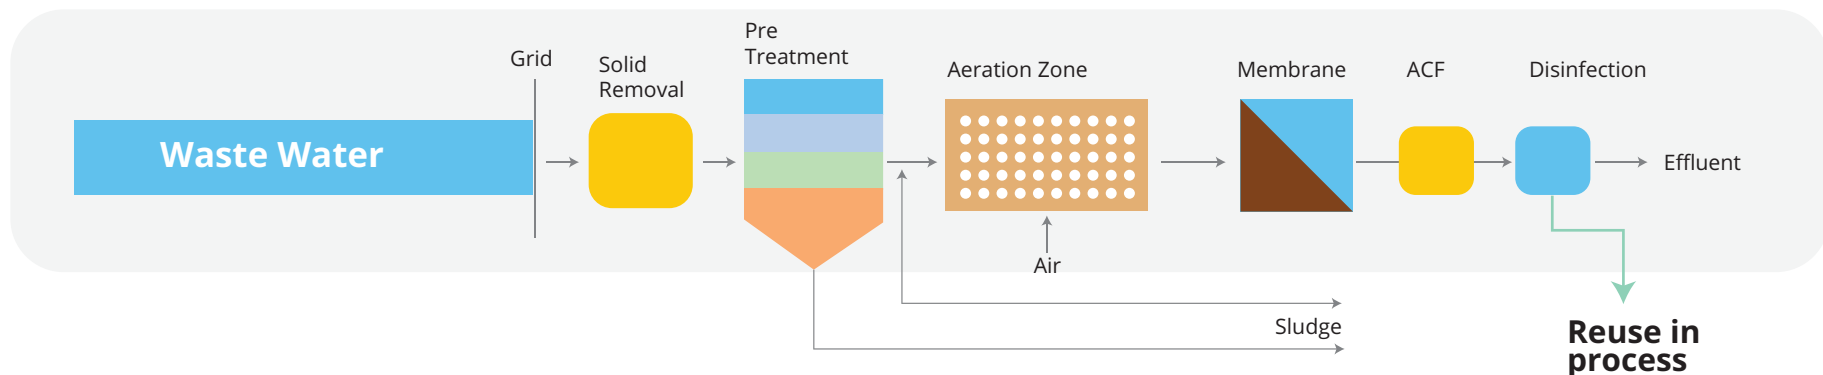 Waste Water
Grid
Solid
Removal
Pre
Treatment
Aeration Zone
Air
Membrane
ACF
Disinfection
Effluent
Sludge
Reuse in
process